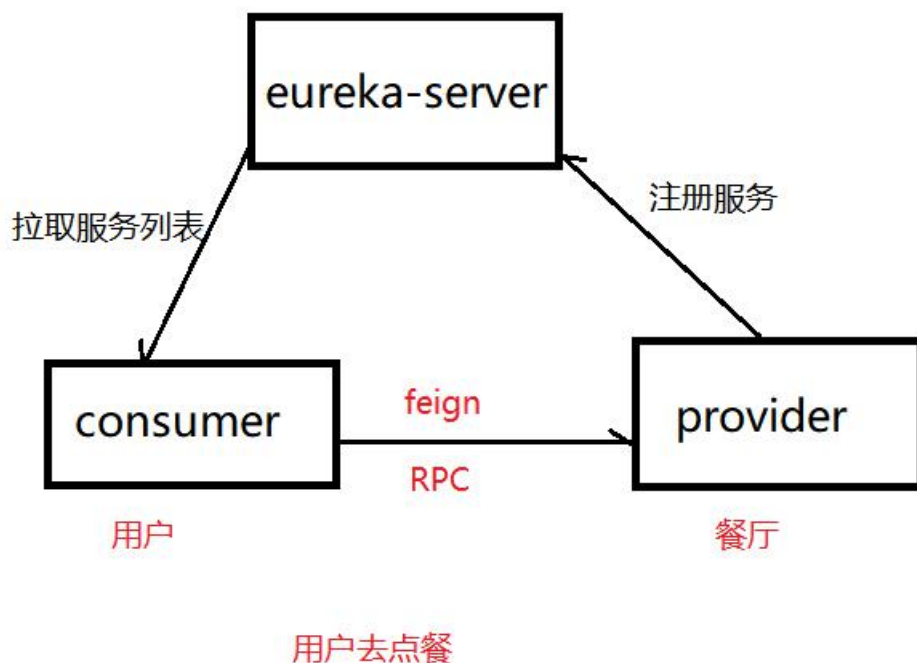 eureka-server
拉取服务列表
注册服务
consumer
feign
RPC
provider
用户
餐厅
用户去点餐